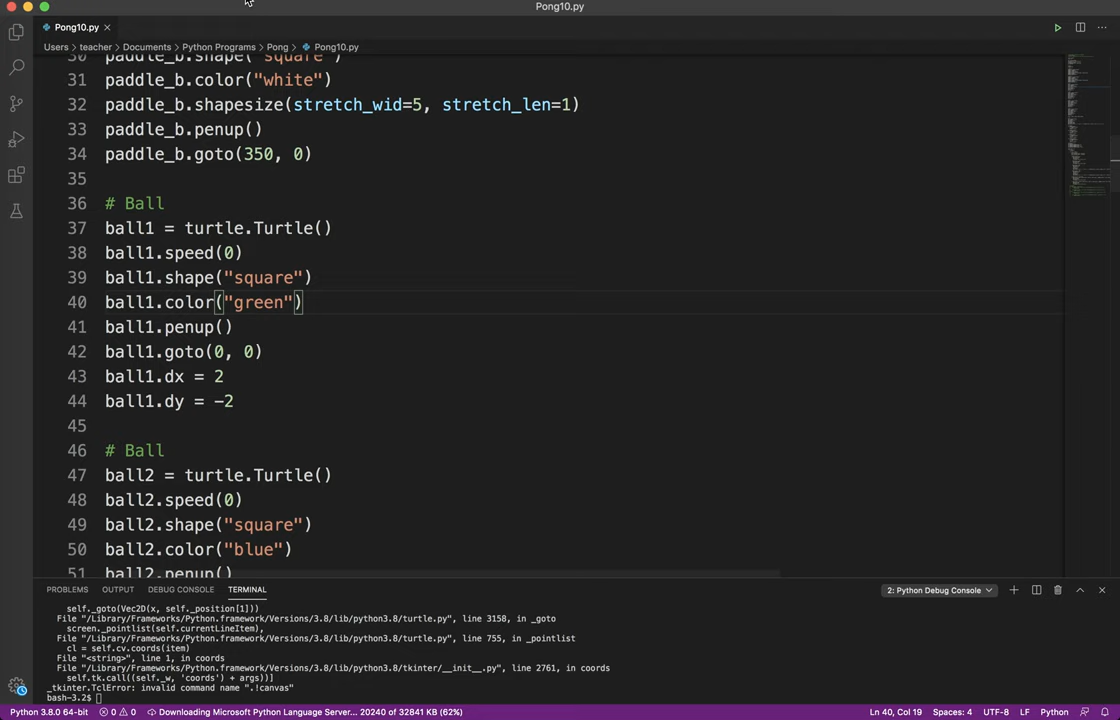 Pong10.py
Pong10.py
Users > teacher > Documents > Python Programs > Pong > Pong10.py
30 paddle_b.shape("square")
31 paddle_b.color("white")
32 paddle_b.shapesize(stretch_wid=5, stretch_len=1)
33 paddle_b.penup()
34 paddle_b.goto(350, 0)
35
36 # Ball
37 ball1 = turtle.Turtle()
38 ball1.speed(0)
39 ball1.shape("square")
40 ball1.color("green")
41 ball1.penup()
42 ball1.goto(0, 0)
43 ball1.dx = 2
44 ball1.dy = -2
45
46 # Ball
47 ball2 = turtle.Turtle()
48 ball2.speed(0)
49 ball2.shape("square")
50 ball2.color("blue")
51 ball2.penup()
PROBLEMS OUTPUT DEBUG CONSOLE TERMINAL 2: Python Debug Console
self._goto(Vec2D(x, self._position[1]))
File "/Library/Frameworks/Python.framework/Versions/3.8/lib/python3.8/turtle.py", line 3158, in _goto
screen._pointlist(self.currentLineItem),
File "/Library/Frameworks/Python.framework/Versions/3.8/lib/python3.8/turtle.py", line 755, in _pointlist
cl = self.cv.coords(item)
File "<string>", line 1, in coords
File "/Library/Frameworks/Python.framework/Versions/3.8/lib/python3.8/tkinter/__init__.py", line 2761, in coords
self.tk.call((self._w, 'coords') + args))]
_tkinter.TclError: invalid command name ".!canvas"
bash-3.2$
Python 3.8.0 64-bit 0 0 Downloading Microsoft Python Language Server... 20240 of 32841 KB (62%) Ln 40, Col 19 Spaces: 4 UTF-8 LF Python